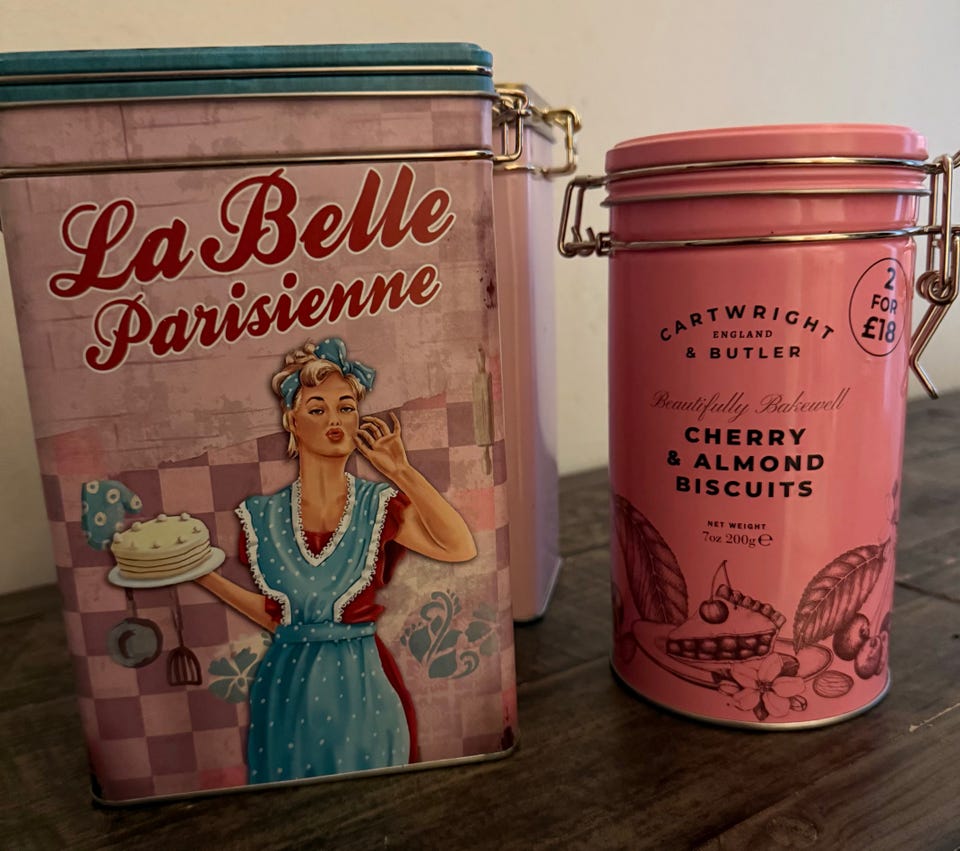 La Belle
Parisienne
CARTWRIGHT
ENGLAND
& BUTLER
2
FOR
£18
Beautifully Bakewell
CHERRY
& ALMOND
BISCUITS
NET WEIGHT
7oz 200g℮